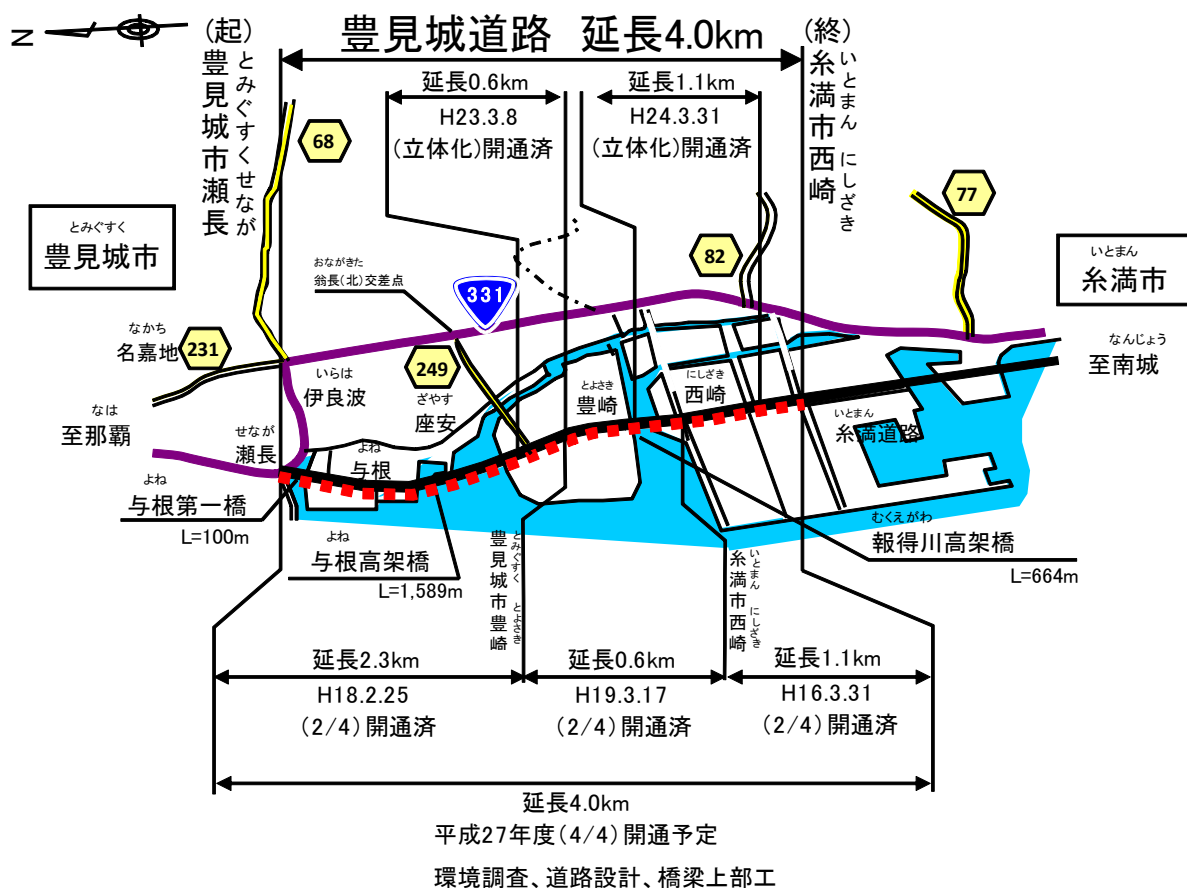 N
豊見城道路 延長4.0km
(起)
とみぐすくせなが
豊見城市瀬長
(終)
いとまん にしざき
糸満市西崎
延長0.6km
H23.3.8
(立体化)開通済
延長1.1km
H24.3.31
(立体化)開通済
68
77
82
とみぐすく
豊見城市
いとまん
糸満市
おながきた
翁長(北)交差点
331
なかち
名嘉地
231
249
いらは
伊良波
ざやす
座安
とよさき
豊崎
にしざき
西崎
なんじょう
至南城
なは
至那覇
せなが
瀬長
よね
与根
いとまん
糸満道路
よね
与根第一橋
L=100m
よね
与根高架橋
L=1,589m
とみぐすく とよさき
豊見城市豊崎
いとまん にしざき
糸満市西崎
むくえがわ
報得川高架橋
L=664m
延長2.3km
H18.2.25
(2/4)開通済
延長0.6km
H19.3.17
(2/4)開通済
延長1.1km
H16.3.31
(2/4)開通済
延長4.0km
平成27年度(4/4)開通予定
環境調査、道路設計、橋梁上部工